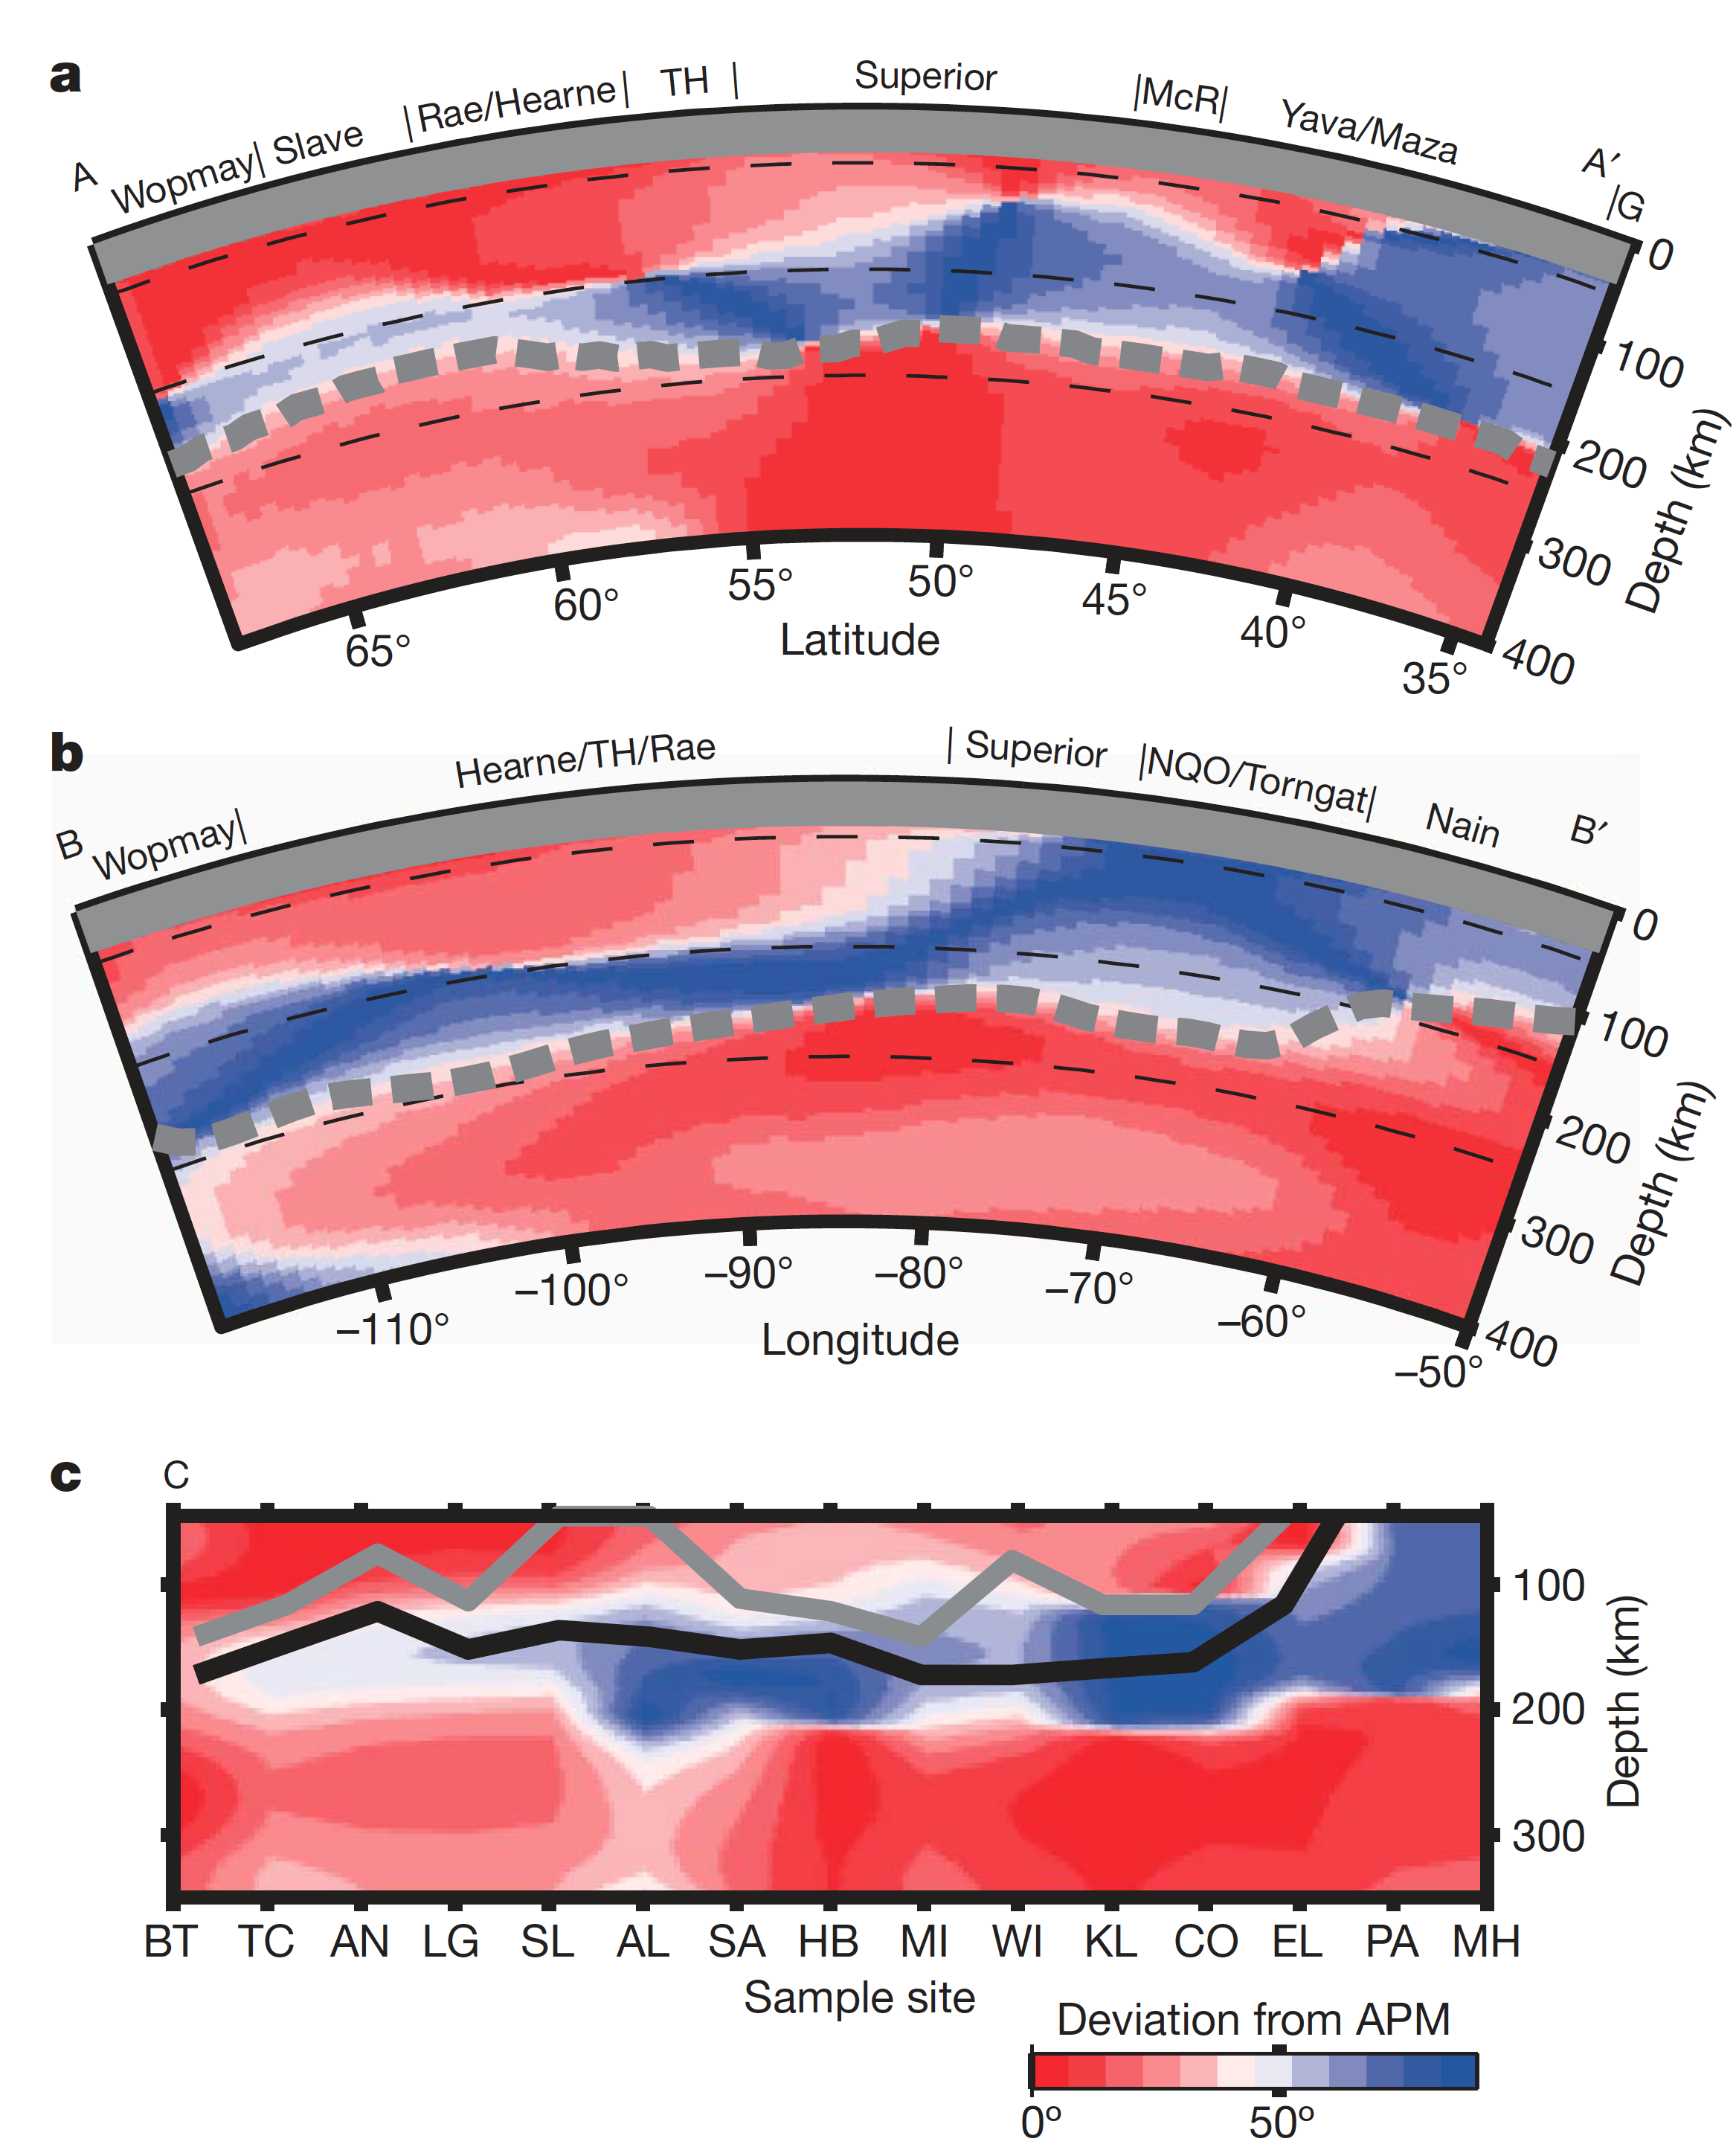 a
A
Wopmay| Slave |Rae/Hearne| TH | Superior |McR| Yava/Maza
A′
|G
0
100
200
300
400
Depth (km)
65° 60° 55° 50° 45° 40° 35°
Latitude
b
B
Wopmay| Hearne/TH/Rae | Superior |NQO/Torngat| Nain
B′
0
100
200
300
400
Depth (km)
–110° –100° –90° –80° –70° –60° –50°
Longitude
c
C
100
200
300
Depth (km)
BT TC AN LG SL AL SA HB MI WI KL CO EL PA MH
Sample site
Deviation from APM
0º 50º